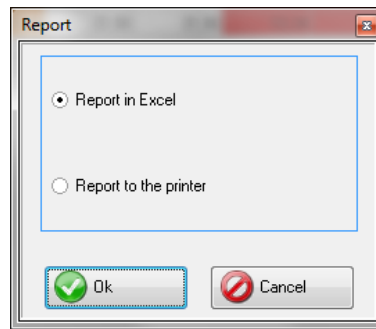 Report
Report in Excel
Report to the printer
Ok
Cancel